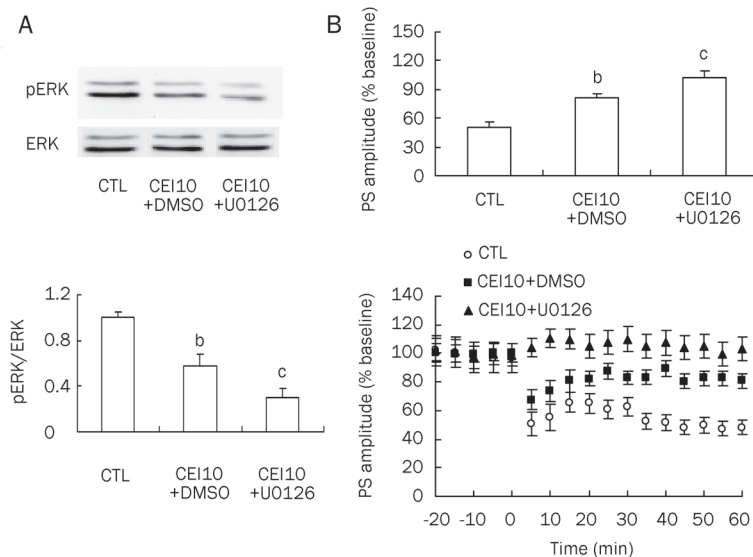 A
pERK
ERK
CTL CEI10 CEI10
+DMSO +U0126
1.2
0.8
0.4
0
pERK/ERK
b
c
CTL CEI10 CEI10
+DMSO +U0126
B
150
120
90
60
30
0
PS amplitude (% baseline)
b
c
CTL CEI10 CEI10
+DMSO +U0126
CTL
CEI10+DMSO
CEI10+U0126
140
120
100
80
60
40
20
0
PS amplitude (% baseline)
-20 -10 0 10 20 30 40 50 60
Time (min)